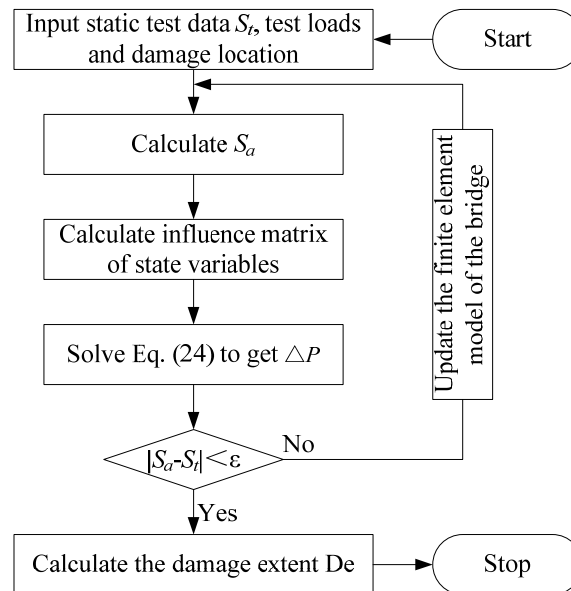 Input static test data St, test loads
and damage location
Start
Calculate Sa
Calculate influence matrix
of state variables
Update the finite element
model of the bridge
Solve Eq. (24) to get △P
|Sa-St|<ε
No
Yes
Calculate the damage extent De
Stop